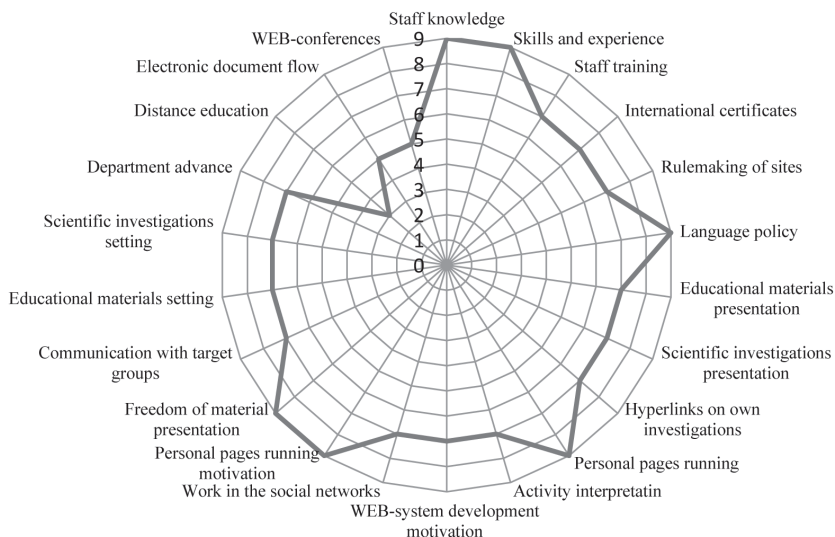 Staff knowledge
Skills and experience
Staff training
International certificates
Rulemaking of sites
Language policy
Educational materials
presentation
Scientific investigations
presentation
Hyperlinks on own
investigations
Personal pages running
Activity interpretatin
WEB-system development
motivation
Work in the social networks
Personal pages running
motivation
Freedom of material
presentation
Communication with target
groups
Educational materials setting
Scientific investigations
setting
Department advance
Distance education
Electronic document flow
WEB-conferences
9
8
7
6
5
4
3
2
1
0